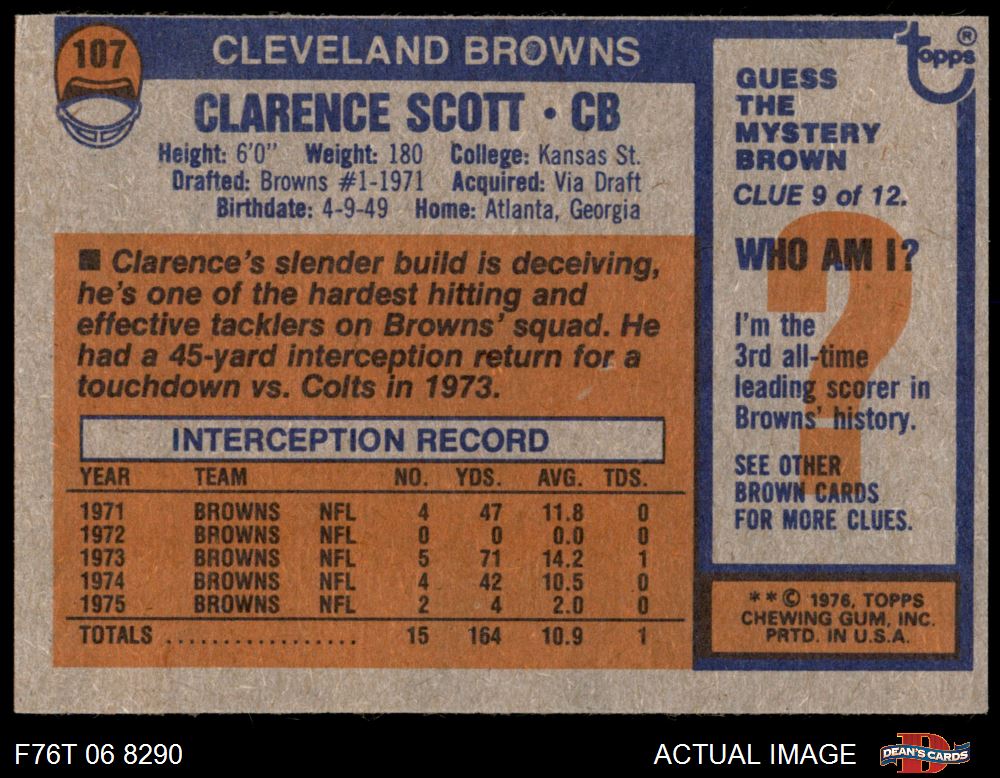 107
CLEVELAND BROWNS
CLARENCE SCOTT • CB
Height: 6'0" Weight: 180 College: Kansas St.
Drafted: Browns #1-1971 Acquired: Via Draft
Birthdate: 4-9-49 Home: Atlanta, Georgia
■ Clarence's slender build is deceiving,
he's one of the hardest hitting and
effective tacklers on Browns' squad. He
had a 45-yard interception return for a
touchdown vs. Colts in 1973.
INTERCEPTION RECORD
YEAR TEAM NO. YDS. AVG. TDS.
1971 BROWNS NFL 4 47 11.8 0
1972 BROWNS NFL 0 0 0.0 0
1973 BROWNS NFL 5 71 14.2 1
1974 BROWNS NFL 4 42 10.5 0
1975 BROWNS NFL 2 4 2.0 0
TOTALS .................. 15 164 10.9 1
topps ®
GUESS
THE
MYSTERY
BROWN
CLUE 9 of 12.
?
WHO AM I?
I'm the
3rd all-time
leading scorer in
Browns' history.
SEE OTHER
BROWN CARDS
FOR MORE CLUES.
**© 1976, TOPPS
CHEWING GUM, INC.
PRTD. IN U.S.A.
F76T 06 8290
ACTUAL IMAGE
D
DEAN'S CARDS